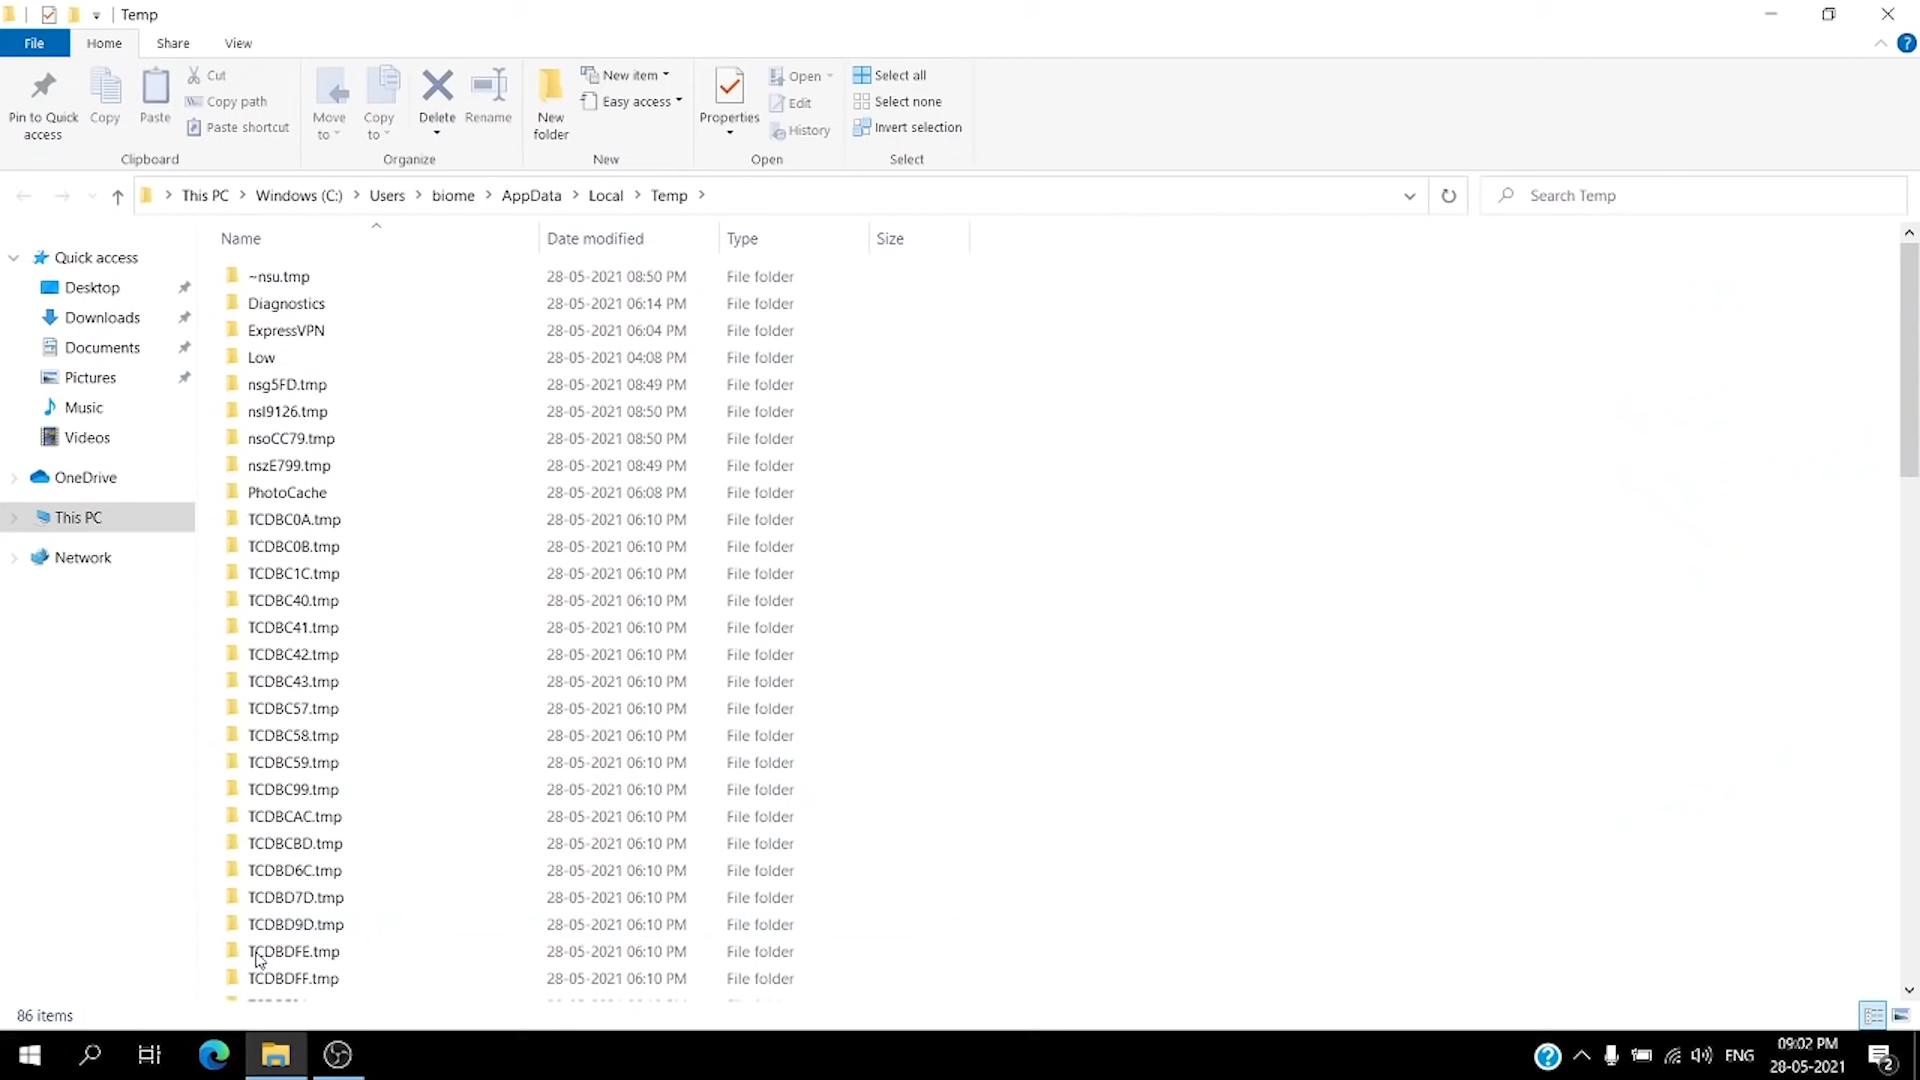 Temp
File Home Share View
Pin to Quick access
Copy
Paste
Cut
Copy path
Paste shortcut
Clipboard
Move to
Copy to
Delete
Rename
Organize
New folder
New item
Easy access
New
Properties
Open
Edit
History
Open
Select all
Select none
Invert selection
Select
This PC Windows (C:) Users biome AppData Local Temp
Search Temp
Quick access
Desktop
Downloads
Documents
Pictures
Music
Videos
OneDrive
This PC
Network
Name Date modified Type Size
~nsu.tmp 28-05-2021 08:50 PM File folder
Diagnostics 28-05-2021 06:14 PM File folder
ExpressVPN 28-05-2021 06:04 PM File folder
Low 28-05-2021 04:08 PM File folder
nsg5FD.tmp 28-05-2021 08:49 PM File folder
nsl9126.tmp 28-05-2021 08:50 PM File folder
nsoCC79.tmp 28-05-2021 08:50 PM File folder
nszE799.tmp 28-05-2021 08:49 PM File folder
PhotoCache 28-05-2021 06:08 PM File folder
TCDBC0A.tmp 28-05-2021 06:10 PM File folder
TCDBC0B.tmp 28-05-2021 06:10 PM File folder
TCDBC1C.tmp 28-05-2021 06:10 PM File folder
TCDBC40.tmp 28-05-2021 06:10 PM File folder
TCDBC41.tmp 28-05-2021 06:10 PM File folder
TCDBC42.tmp 28-05-2021 06:10 PM File folder
TCDBC43.tmp 28-05-2021 06:10 PM File folder
TCDBC57.tmp 28-05-2021 06:10 PM File folder
TCDBC58.tmp 28-05-2021 06:10 PM File folder
TCDBC59.tmp 28-05-2021 06:10 PM File folder
TCDBC99.tmp 28-05-2021 06:10 PM File folder
TCDBCAC.tmp 28-05-2021 06:10 PM File folder
TCDBCBD.tmp 28-05-2021 06:10 PM File folder
TCDBD6C.tmp 28-05-2021 06:10 PM File folder
TCDBD7D.tmp 28-05-2021 06:10 PM File folder
TCDBD9D.tmp 28-05-2021 06:10 PM File folder
TCDBDFE.tmp 28-05-2021 06:10 PM File folder
TCDBDFF.tmp 28-05-2021 06:10 PM File folder
86 items
ENG
09:02 PM
28-05-2021
2